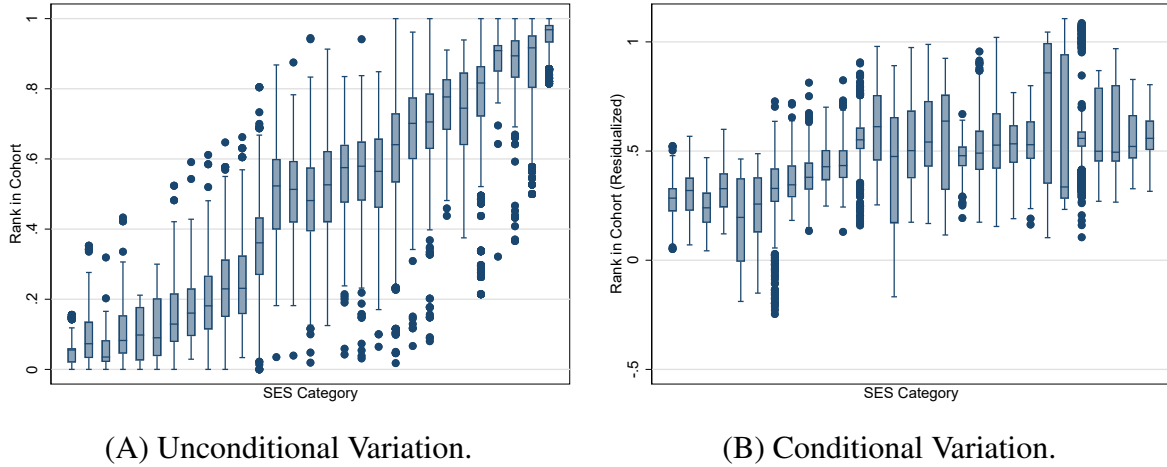 Rank in Cohort
1
.8
.6
.4
.2
0
SES Category
(A) Unconditional Variation.
Rank in Cohort (Residualized)
1
.5
0
-.5
SES Category
(B) Conditional Variation.